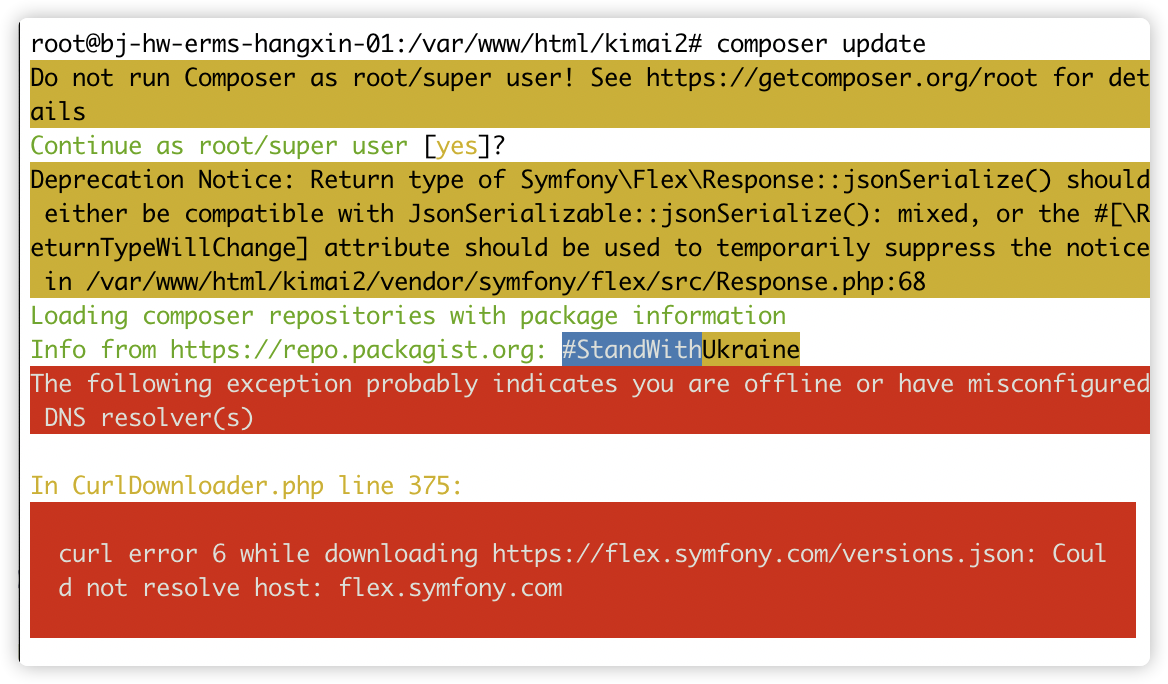 root@bj-hw-erms-hangxin-01:/var/www/html/kimai2# composer update
Do not run Composer as root/super user! See https://getcomposer.org/root for det
ails
Continue as root/super user [yes]?
Deprecation Notice: Return type of Symfony\Flex\Response::jsonSerialize() should
 either be compatible with JsonSerializable::jsonSerialize(): mixed, or the #[\R
eturnTypeWillChange] attribute should be used to temporarily suppress the notice
 in /var/www/html/kimai2/vendor/symfony/flex/src/Response.php:68
Loading composer repositories with package information
Info from https://repo.packagist.org: #StandWithUkraine
The following exception probably indicates you are offline or have misconfigured
 DNS resolver(s)
In CurlDownloader.php line 375:
curl error 6 while downloading https://flex.symfony.com/versions.json: Coul
d not resolve host: flex.symfony.com